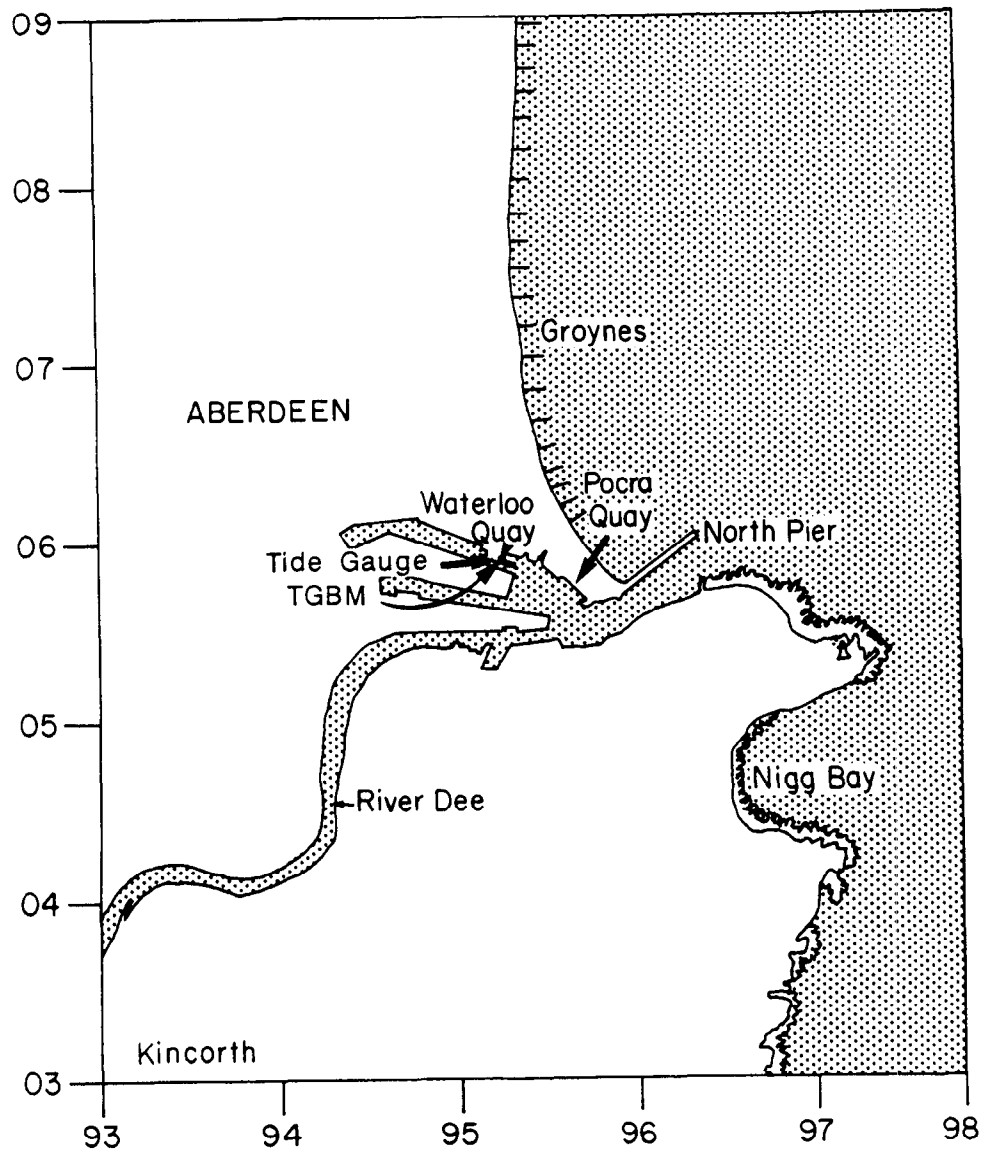 09
08
07
06
05
04
03
Groynes
ABERDEEN
Pocra
Quay
Waterloo
Quay
North Pier
Tide Gauge
TGBM
Nigg Bay
River Dee
Kincorth
93
94
95
96
97
98